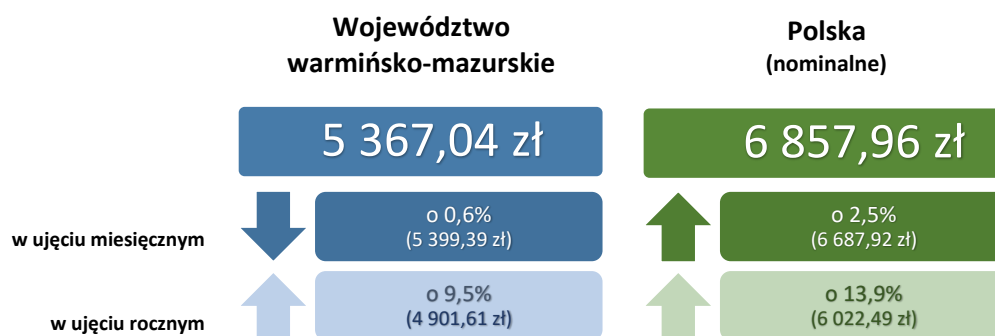 Województwo
warmińsko-mazurskie
Polska
(nominalne)
5 367,04 zł
6 857,96 zł
w ujęciu miesięcznym
o 0,6%
(5 399,39 zł)
o 2,5%
(6 687,92 zł)
w ujęciu rocznym
o 9,5%
(4 901,61 zł)
o 13,9%
(6 022,49 zł)